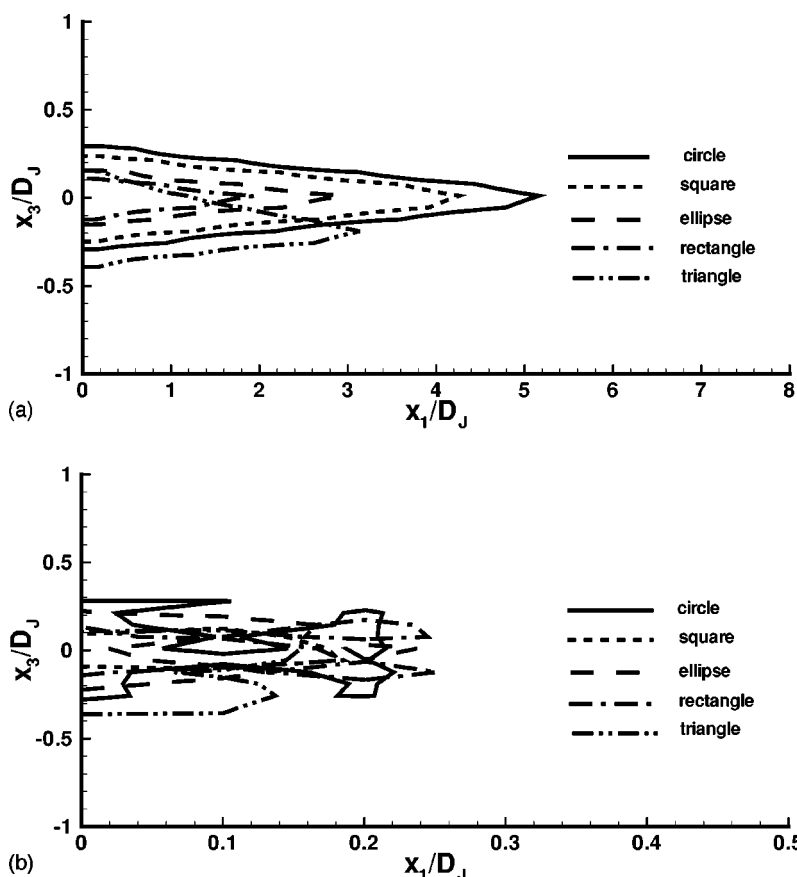 1
0.5
0
-0.5
-1
x3/DJ
circle
square
ellipse
rectangle
triangle
0 1 2 3 4 5 6 7 8
x1/DJ
(a)
1
0.5
0
-0.5
-1
x3/DJ
circle
square
ellipse
rectangle
triangle
0 0.1 0.2 0.3 0.4 0.5
x1/DJ
(b)